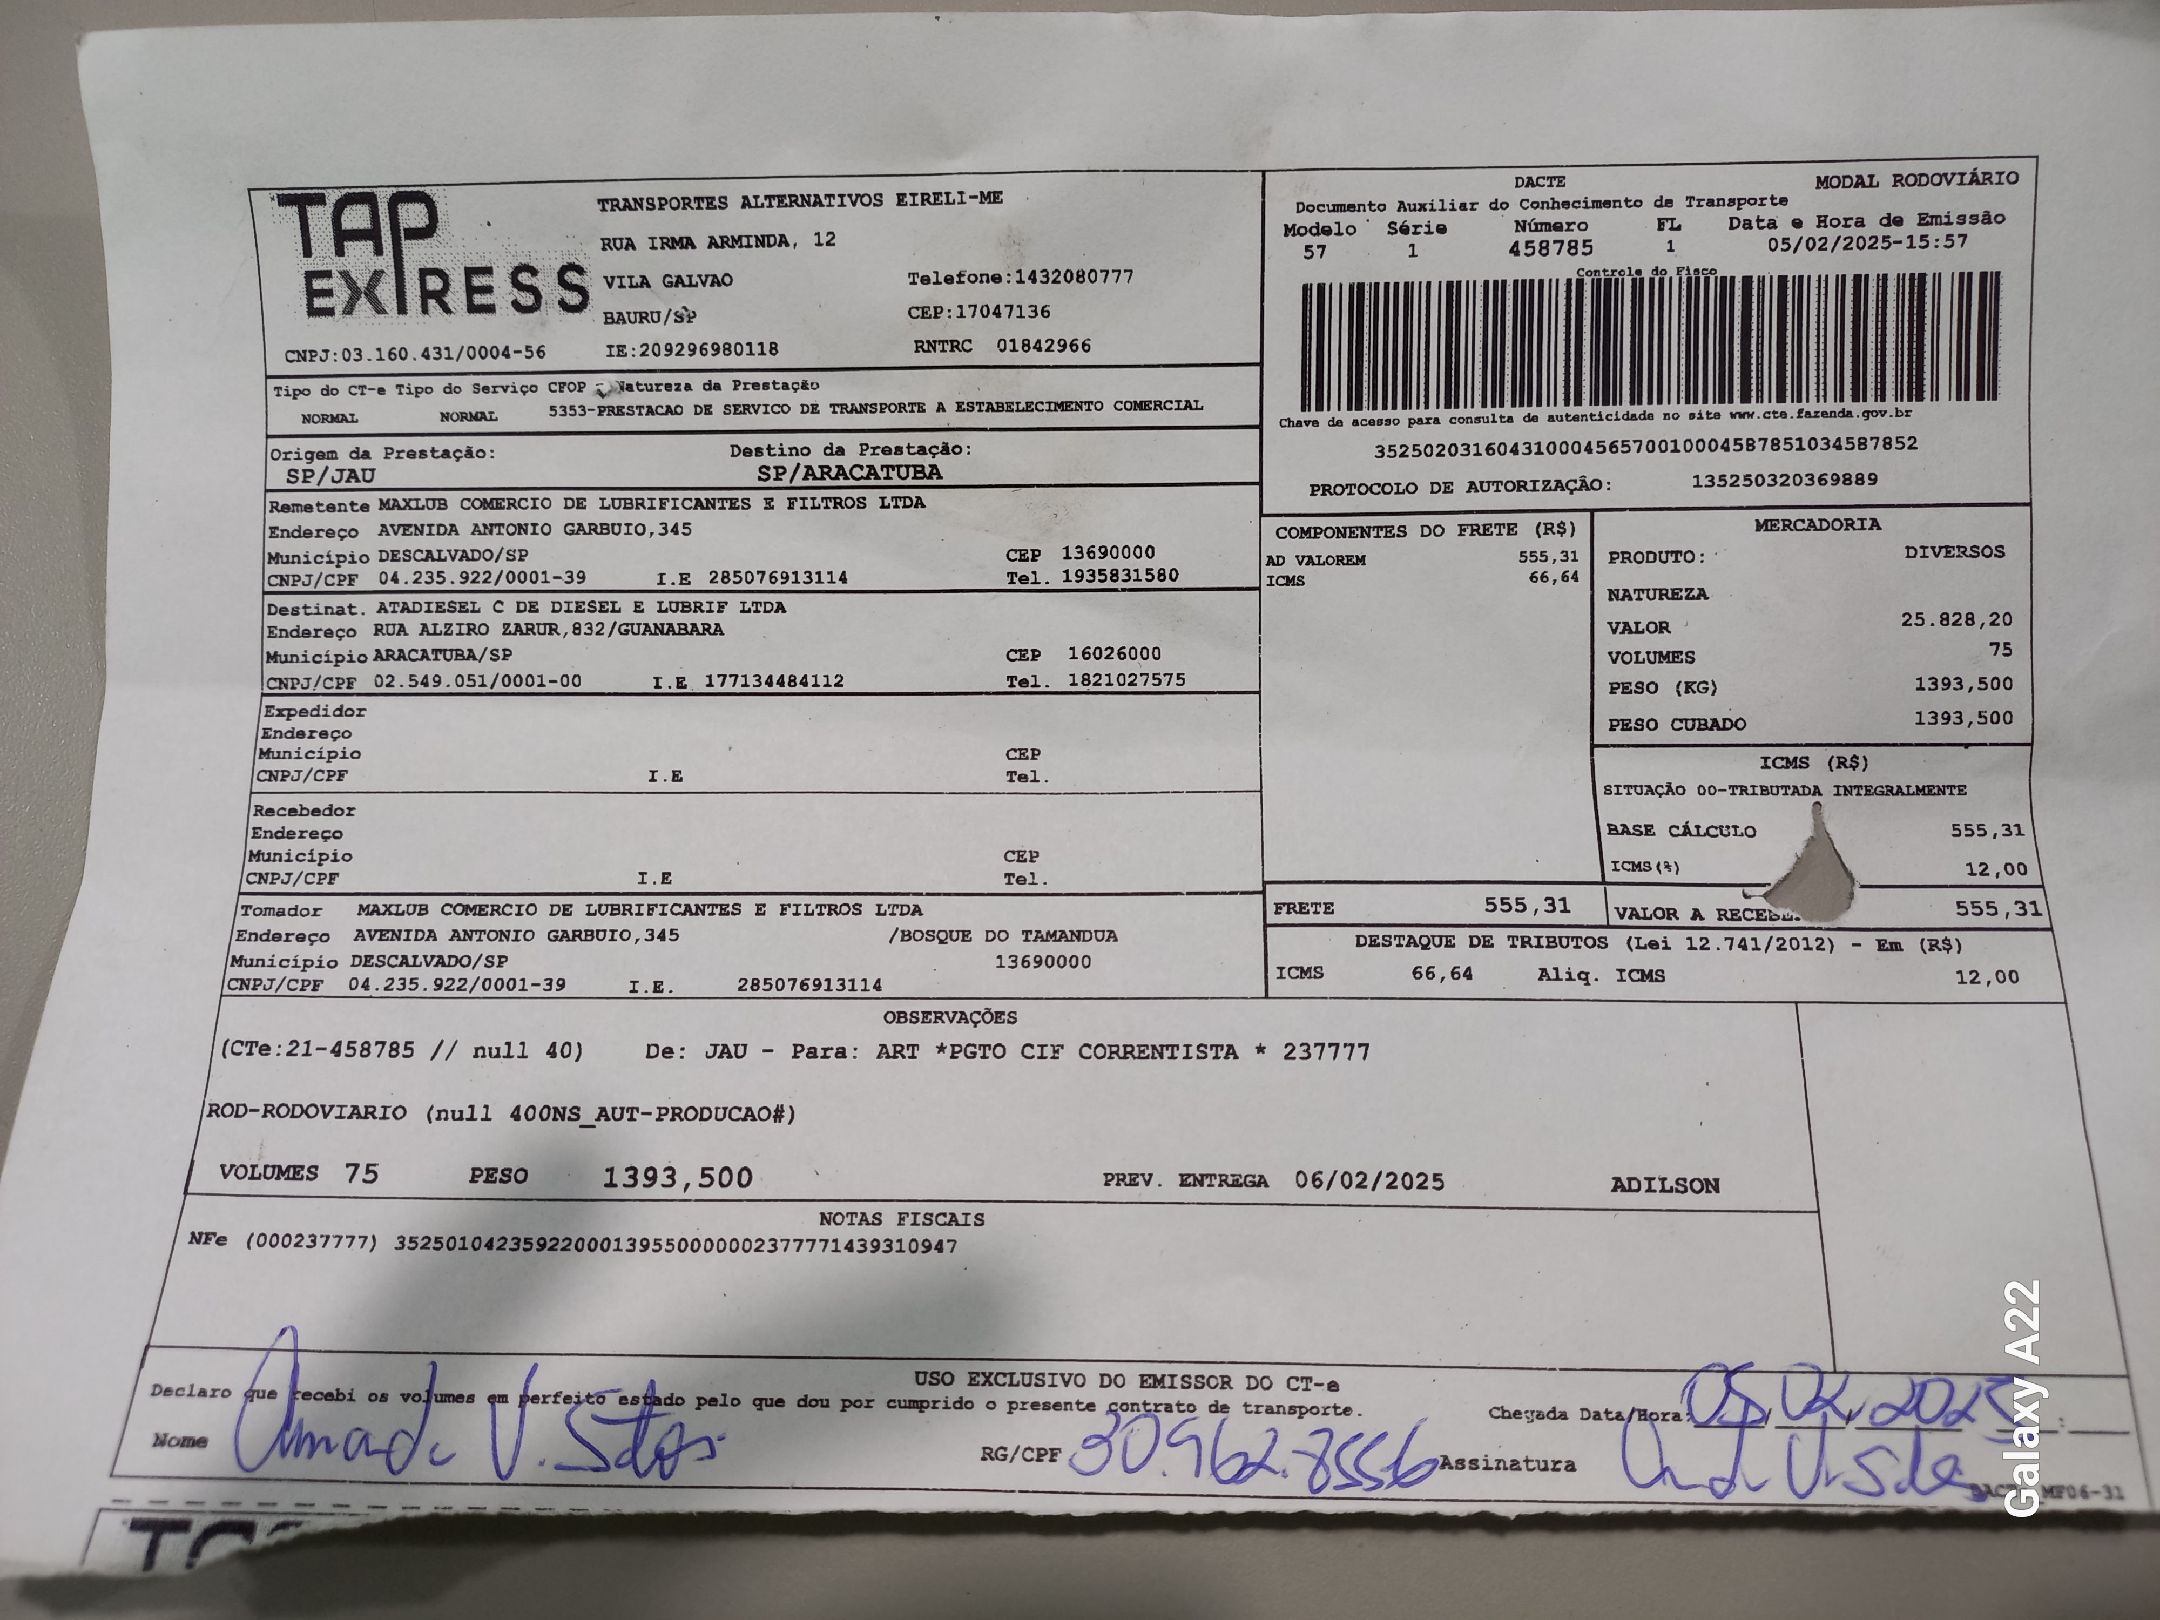 TAP
EXPRESS
TRANSPORTES ALTERNATIVOS EIRELI-ME
RUA IRMA ARMINDA, 12
VILA GALVAO Telefone:1432080777
BAURU/SP CEP:17047136
CNPJ:03.160.431/0004-56 IE:209296980118 RNTRC 01842966
DACTE MODAL RODOVIÁRIO
Documento Auxiliar do Conhecimento de Transporte
Modelo Série Número FL Data e Hora de Emissão
57 1 458785 1 05/02/2025-15:57
Controle do Fisco
Chave de acesso para consulta de autenticidade no site www.cte.fazenda.gov.br
35250203160431000456570010004587851034587852
PROTOCOLO DE AUTORIZAÇÂO: 135250320369889
Tipo do CT-e Tipo do Serviço CFOP - Natureza da Prestação
NORMAL NORMAL 5353-PRESTACAO DE SERVICO DE TRANSPORTE A ESTABELECIMENTO COMERCIAL
Origem da Prestação: Destino da Prestação:
SP/JAU SP/ARACATUBA
Remetente MAXLUB COMERCIO DE LUBRIFICANTES E FILTROS LTDA
Endereço AVENIDA ANTONIO GARBUIO,345
Município DESCALVADO/SP CEP 13690000
CNPJ/CPF 04.235.922/0001-39 I.E 285076913114 Tel. 1935831580
Destinat. ATADIESEL C DE DIESEL E LUBRIF LTDA
Endereço RUA ALZIRO ZARUR,832/GUANABARA
Município ARACATUBA/SP CEP 16026000
CNPJ/CPF 02.549.051/0001-00 I.E 177134484112 Tel. 1821027575
Expedidor
Endereço
Município CEP
CNPJ/CPF I.E Tel.
Recebedor
Endereço
Município CEP
CNPJ/CPF I.E Tel.
Tomador MAXLUB COMERCIO DE LUBRIFICANTES E FILTROS LTDA
Endereço AVENIDA ANTONIO GARBUIO,345 /BOSQUE DO TAMANDUA
Município DESCALVADO/SP 13690000
CNPJ/CPF 04.235.922/0001-39 I.E. 285076913114
COMPONENTES DO FRETE (R$)
AD VALOREM 555,31
ICMS 66,64
MERCADORIA
PRODUTO: DIVERSOS
NATUREZA
VALOR 25.828,20
VOLUMES 75
PESO (KG) 1393,500
PESO CUBADO 1393,500
ICMS (R$)
SITUAÇÃO 00-TRIBUTADA INTEGRALMENTE
BASE CÁLCULO 555,31
ICMS(%) 12,00
FRETE 555,31 VALOR A RECEBE 555,31
DESTAQUE DE TRIBUTOS (Lei 12.741/2012) - Em (R$)
ICMS 66,64 Aliq. ICMS 12,00
OBSERVAÇÕES
(CTe:21-458785 // null 40) De: JAU - Para: ART *PGTO CIF CORRENTISTA * 237777
ROD-RODOVIARIO (null 400NS_AUT-PRODUCAO#)
VOLUMES 75 PESO 1393,500 PREV. ENTREGA 06/02/2025 ADILSON
NOTAS FISCAIS
NFe (000237777) 35250104235922000139550000002377771439310947
USO EXCLUSIVO DO EMISSOR DO CT-e
Declaro que recebi os volumes em perfeito estado pelo que dou por cumprido o presente contrato de transporte.
Chegada Data/Hora: 05/02/2025 :
Nome V. RG/CPF 30.962.855-6 Assinatura
MF06-31
Galaxy A22